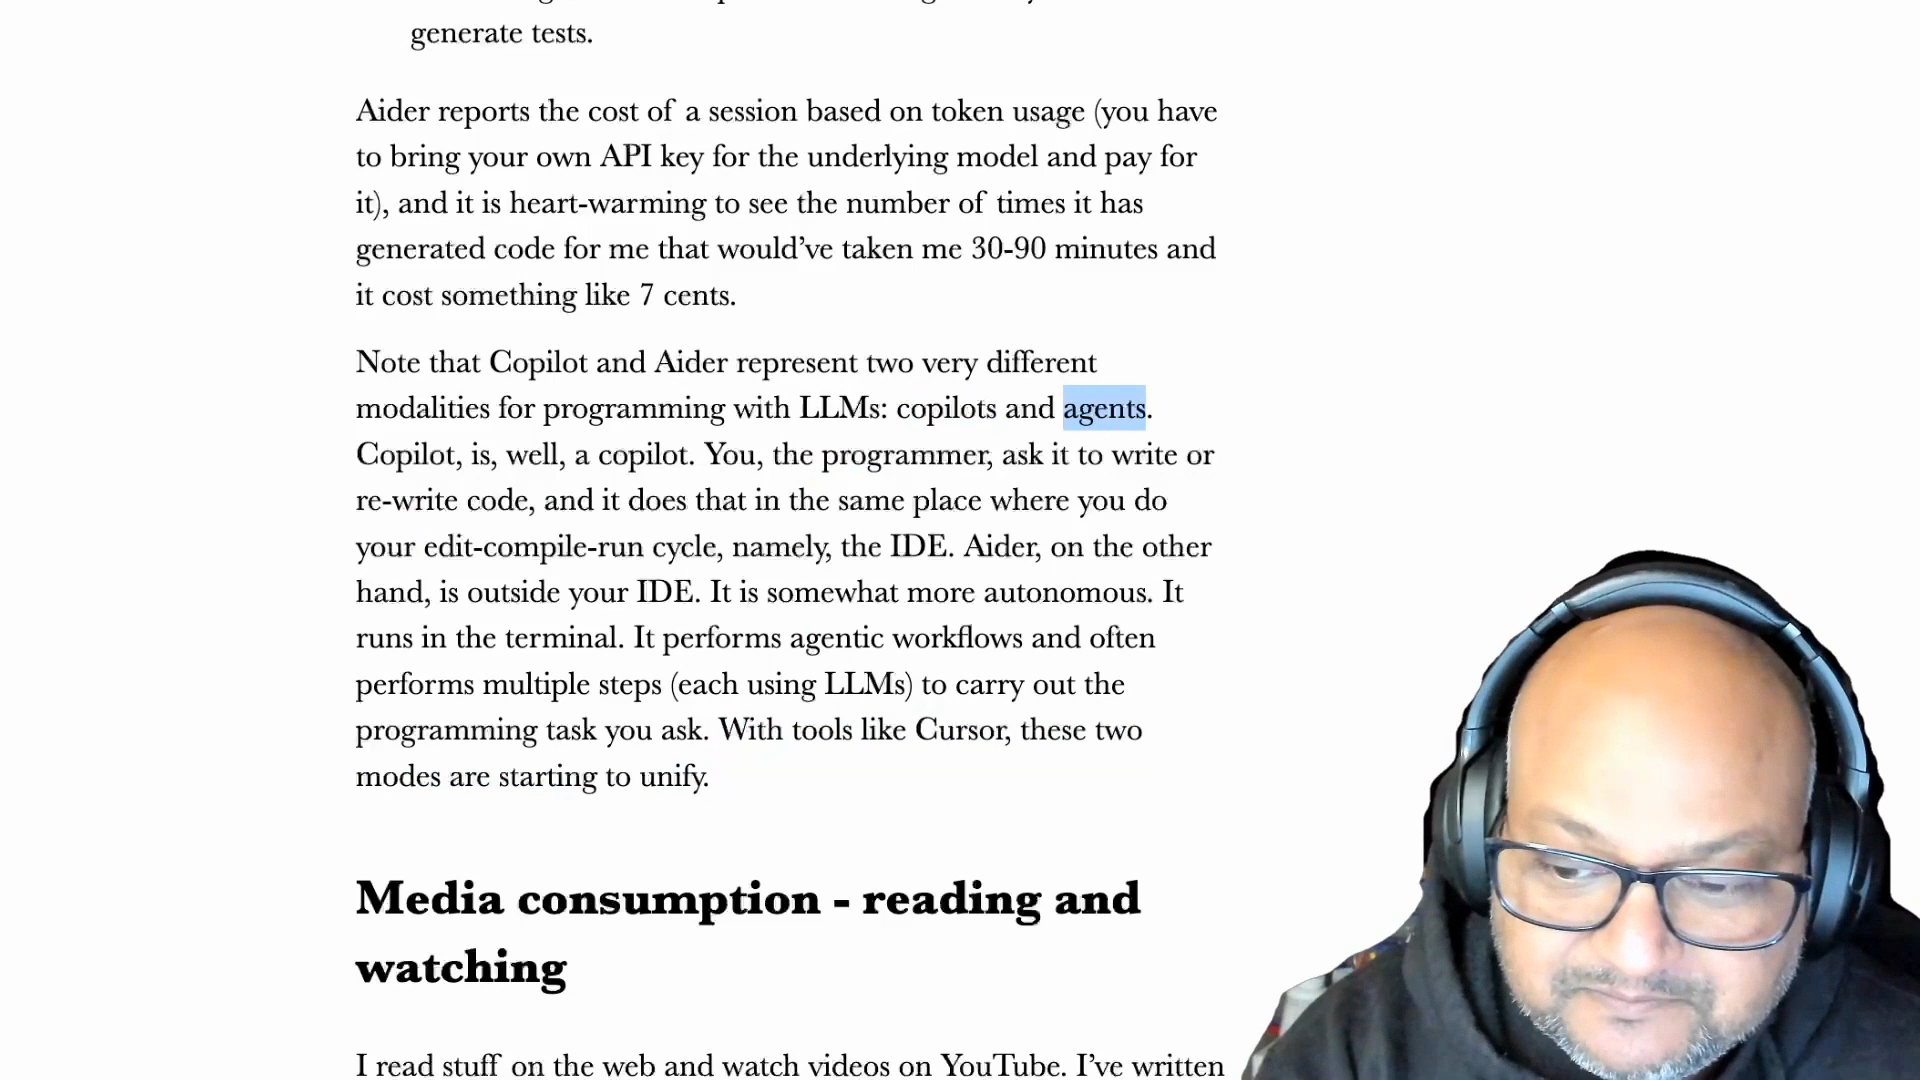 generate tests.
Aider reports the cost of a session based on token usage (you have
to bring your own API key for the underlying model and pay for
it), and it is heart-warming to see the number of times it has
generated code for me that would’ve taken me 30-90 minutes and
it cost something like 7 cents.
Note that Copilot and Aider represent two very different
modalities for programming with LLMs: copilots and agents.
Copilot, is, well, a copilot. You, the programmer, ask it to write or
re-write code, and it does that in the same place where you do
your edit-compile-run cycle, namely, the IDE. Aider, on the other
hand, is outside your IDE. It is somewhat more autonomous. It
runs in the terminal. It performs agentic workflows and often
performs multiple steps (each using LLMs) to carry out the
programming task you ask. With tools like Cursor, these two
modes are starting to unify.
Media consumption - reading and
watching
I read stuff on the web and watch videos on YouTube. I’ve written